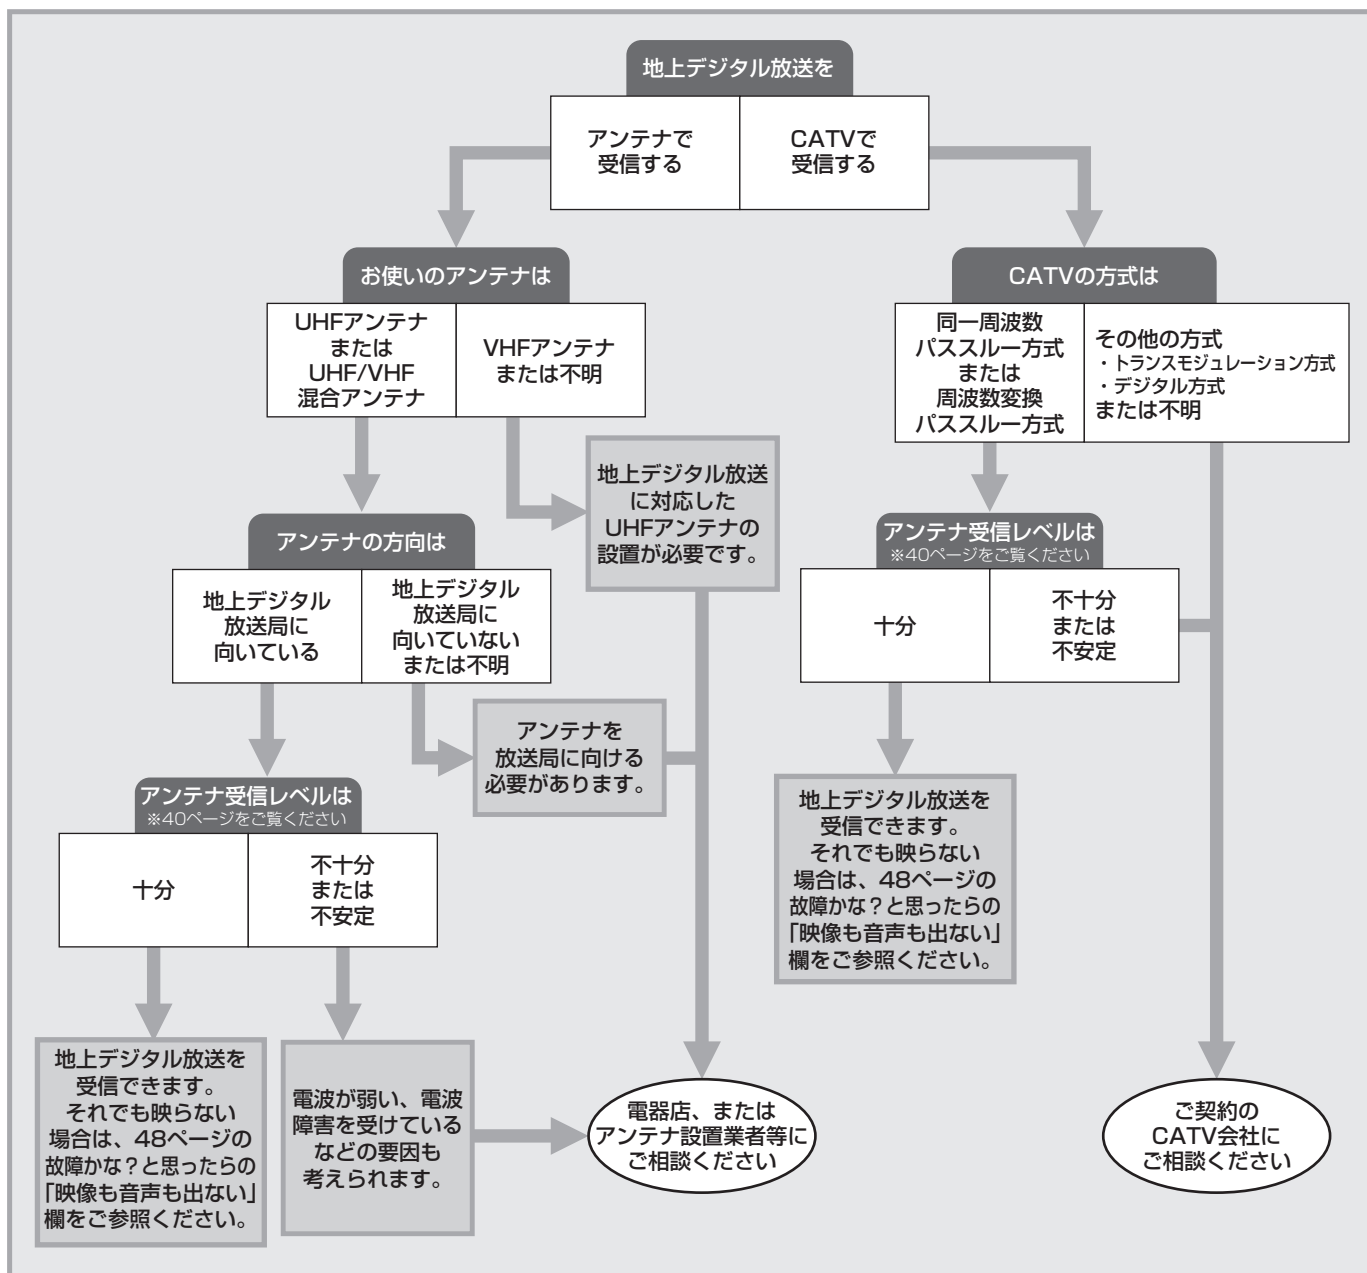 地上デジタル放送を
アンテナで
受信する
CATVで
受信する
お使いのアンテナは
UHFアンテナ
または
UHF/VHF
混合アンテナ
VHFアンテナ
または不明
CATVの方式は
同一周波数
パススルー方式
または
周波数変換
パススルー方式
その他の方式
・トランスモジュレーション方式
・デジタル方式
または不明
地上デジタル放送
に対応した
UHFアンテナの
設置が必要です。
アンテナの方向は
地上デジタル
放送局に
向いている
地上デジタル
放送局に
向いていない
または不明
アンテナ受信レベルは
※40ページをご覧ください
十分
不十分
または
不安定
アンテナを
放送局に向ける
必要があります。
アンテナ受信レベルは
※40ページをご覧ください
十分
不十分
または
不安定
地上デジタル放送を
受信できます。
それでも映らない
場合は、48ページの
故障かな?と思ったらの
「映像も音声も出ない」
欄をご参照ください。
地上デジタル放送を
受信できます。
それでも映らない
場合は、48ページの
故障かな?と思ったらの
「映像も音声も出ない」
欄をご参照ください。
電波が弱い、電波
障害を受けている
などの要因も
考えられます。
電器店、または
アンテナ設置業者等に
ご相談ください
ご契約の
CATV会社に
ご相談ください